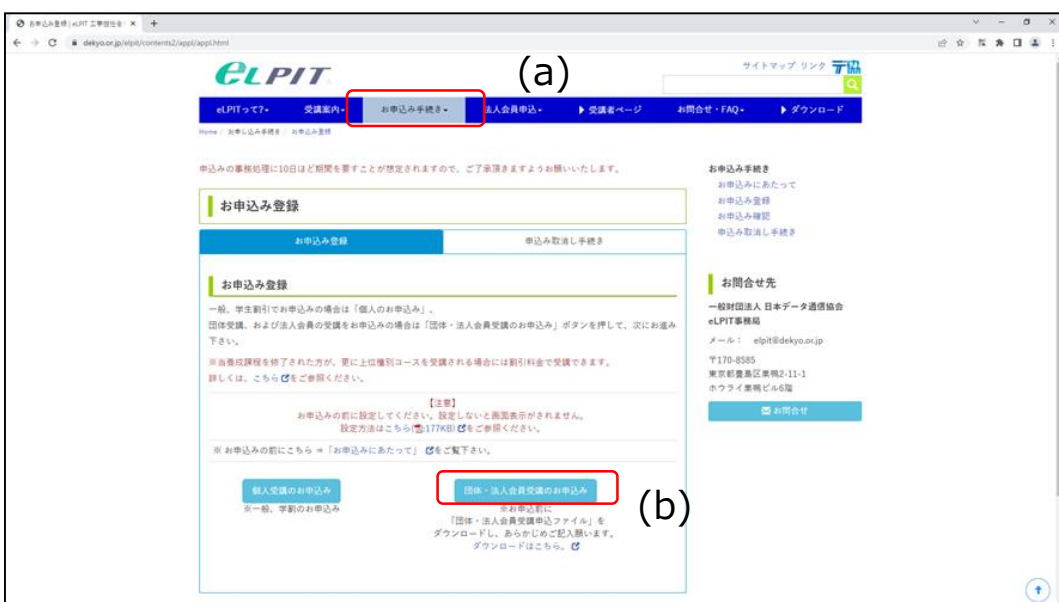 お申込み登録 | eLPIT 工事担任者
dekyo.or.jp/elpit/contents2/appl/appl.html
eLPIT
(a)
サイトマップ リンク
eLPITって?
受講案内
お申込み手続き
法人会員申込
受講者ページ
お問合せ・FAQ
ダウンロード
Home / お申し込み手続き / お申込み登録
申込みの事務処理に10日ほど期間を要すことが想定されますので、ご了承頂きますようお願いいたします。
お申込み登録
お申込み登録
申込み取消し手続き
お申込み登録
一般、学生割引でお申込みの場合は「個人のお申込み」、
団体受講、および法人会員の受講をお申込みの場合は「団体・法人会員受講のお申込み」ボタンを押して、次にお進み
下さい。
※当養成課程を修了された方が、更に上位種別コースを受講される場合には割引料金で受講できます。
詳しくは、こちらをご参照ください。
【注意】
お申込みの前に設定してください。設定しないと画面表示がされません。
設定方法はこちら(177KB)をご参照ください。
※ お申込みの前にこちら ⇒「お申込みにあたって」 をご覧下さい。
個人受講のお申込み
※一般、学割のお申込み
団体・法人会員受講のお申込み
(b)
※お申込前に
「団体・法人会員受講申込ファイル」を
ダウンロードし、あらかじめご記入願います。
ダウンロードはこちら。
お申込み手続き
お申込みにあたって
お申込み登録
お申込み確認
申込み取消し手続き
お問合せ先
一般財団法人 日本データ通信協会
eLPIT事務局
メール: elpit@dekyo.or.jp
〒170-8585
東京都豊島区巣鴨2-11-1
ホウライ巣鴨ビル6階
お問合せ